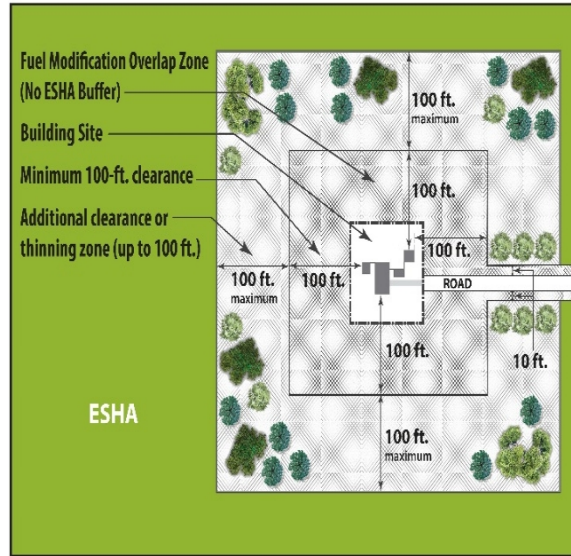 Fuel Modification Overlap Zone
(No ESHA Buffer)
Building Site
Minimum 100-ft. clearance
Additional clearance or
thinning zone (up to 100 ft.)
100 ft.
maximum
100 ft.
100 ft.
maximum
100 ft.
100 ft.
ROAD
100 ft.
10 ft.
ESHA
100 ft.
maximum